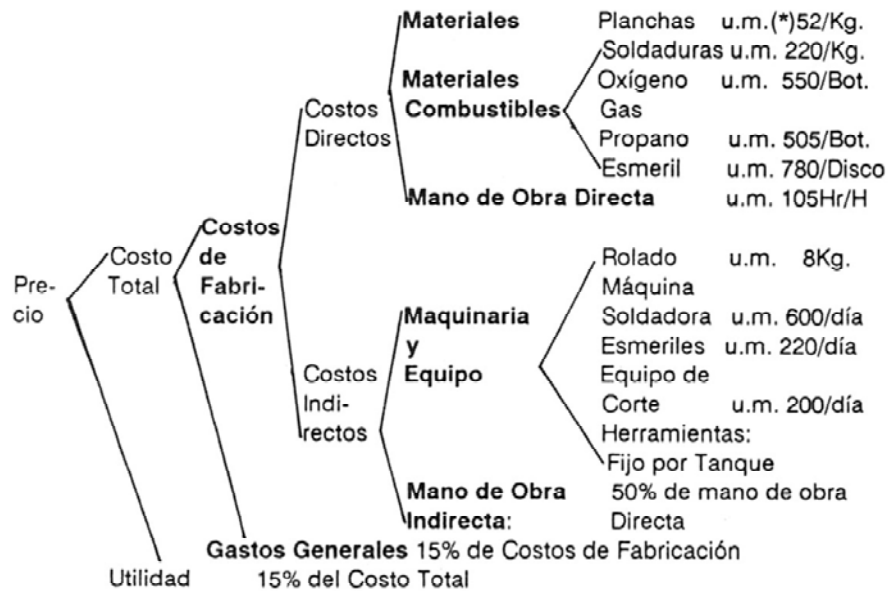 Materiales Planchas u.m.(*)52/Kg.
Soldaduras u.m. 220/Kg.
Materiales Oxígeno u.m. 550/Bot.
Costos Combustibles Gas
Directos Propano u.m. 505/Bot.
Esmeril u.m. 780/Disco
Mano de Obra Directa u.m. 105Hr/H
Costos
Costo de Rolado u.m. 8Kg.
Pre- Total Fabri- Máquina
cio cación Maquinaria Soldadora u.m. 600/día
y Esmeriles u.m. 220/día
Costos Equipo Equipo de
Indi- Corte u.m. 200/día
rectos Herramientas:
Fijo por Tanque
Mano de Obra 50% de mano de obra
Indirecta: Directa
Gastos Generales 15% de Costos de Fabricación
Utilidad 15% del Costo Total